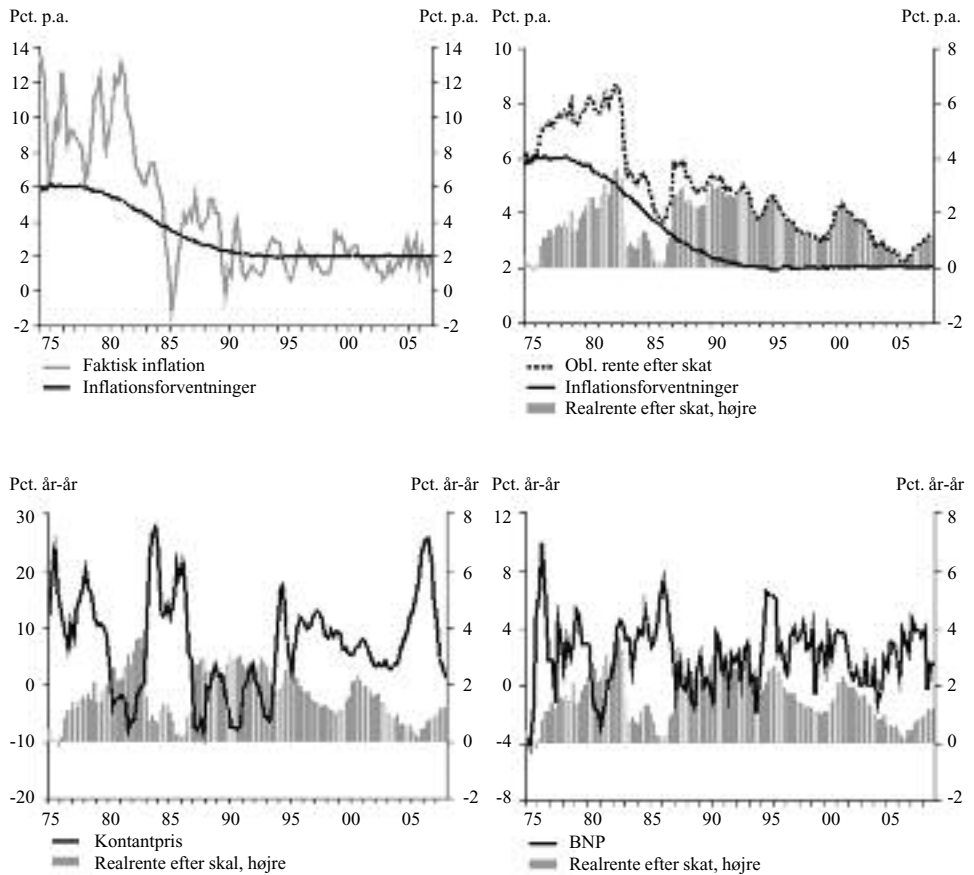 Pct. p.a. Pct. p.a.
14 14
12 12
10 10
8 8
6 6
4 4
2 2
0 0
-2 -2
75 80 85 90 95 00 05
Faktisk inflation
Inflationsforventninger
Pct. p.a. Pct. p.a.
10 8
8 6
6 4
4 2
2 0
0 -2
75 80 85 90 95 00 05
Obl. rente efter skat
Inflationsforventninger
Realrente efter skat, højre
Pct. år-år Pct. år-år
30 8
20 6
10 4
0 2
-10 0
-20 -2
75 80 85 90 95 00 05
Kontantpris
Realrente efter skal, højre
Pct. år-år Pct. år-år
12 8
8 6
4 4
0 2
-4 0
-8 -2
75 80 85 90 95 00 05
BNP
Realrente efter skat, højre